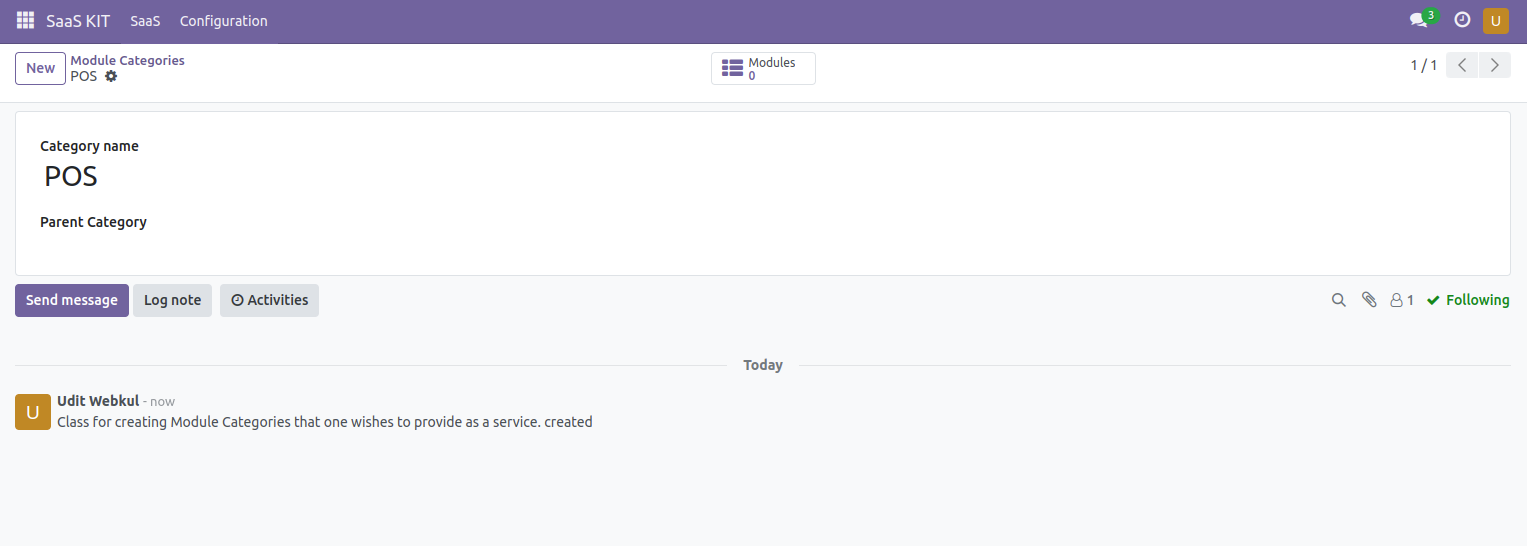 SaaS KIT SaaS Configuration 3 U
New Module Categories Modules 1 / 1
POS 0
Category name
POS
Parent Category
Send message Log note Activities 1 Following
Today
U Udit Webkul - now
Class for creating Module Categories that one wishes to provide as a service. created